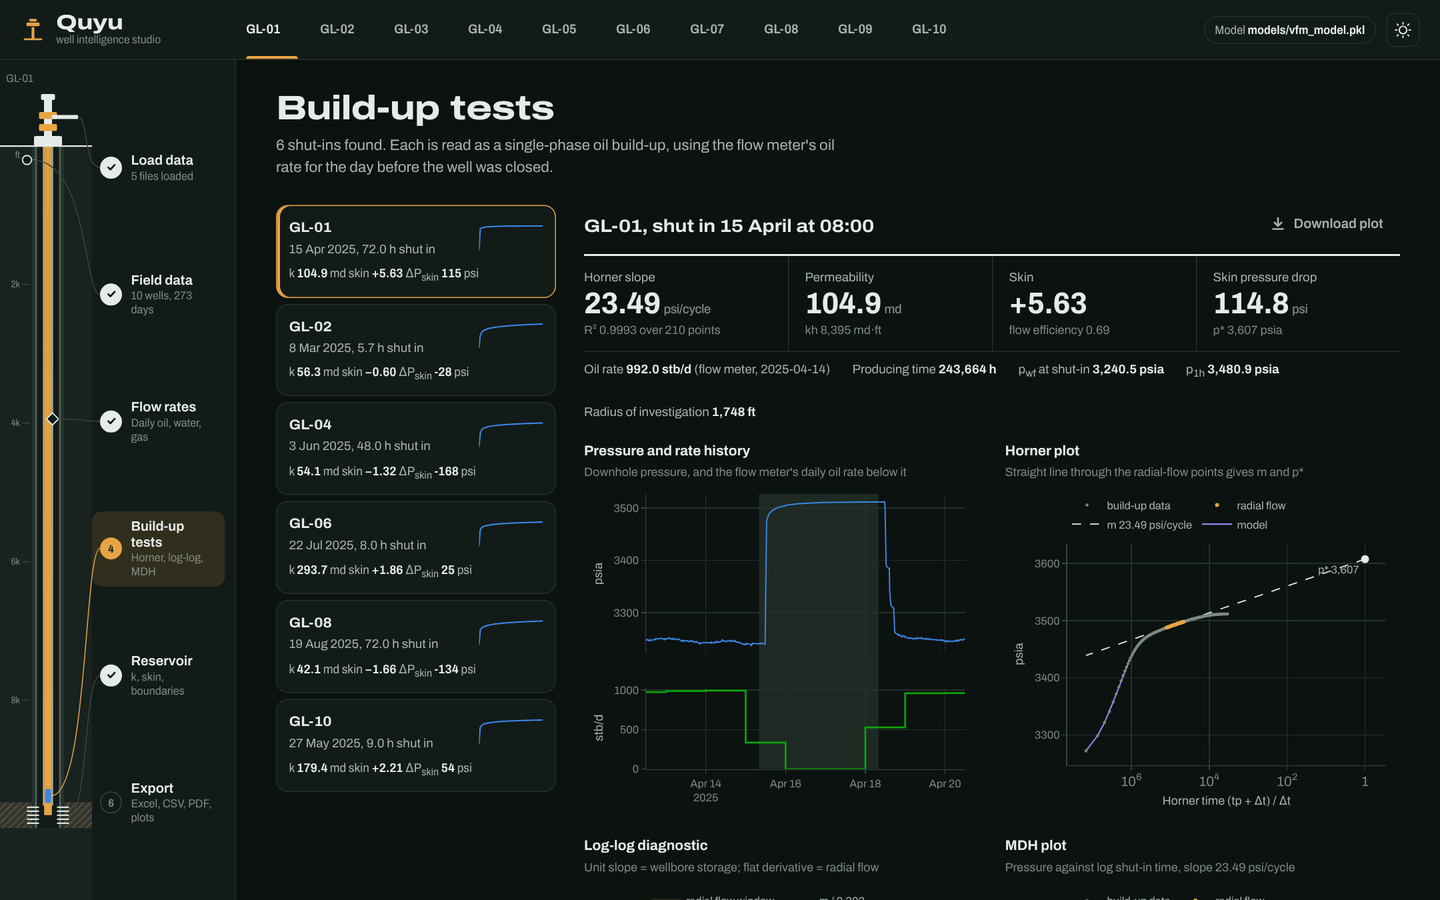 Quyu
well intelligence studio
GL-01
GL-02
GL-03
GL-04
GL-05
GL-06
GL-07
GL-08
GL-09
GL-10
Model models/vfm_model.pkl
GL-01
ft
2k
4k
6k
8k
Load data
5 files loaded
Field data
10 wells, 273
days
Flow rates
Daily oil, water,
gas
4
Build-up
tests
Horner, log-log,
MDH
Reservoir
k, skin,
boundaries
6
Export
Excel, CSV, PDF,
plots
Build-up tests
6 shut-ins found. Each is read as a single-phase oil build-up, using the flow meter's oil
rate for the day before the well was closed.
GL-01
15 Apr 2025, 72.0 h shut in
k 104.9 md skin +5.63 ΔPskin 115 psi
GL-02
8 Mar 2025, 5.7 h shut in
k 56.3 md skin −0.60 ΔPskin -28 psi
GL-04
3 Jun 2025, 48.0 h shut in
k 54.1 md skin −1.32 ΔPskin -168 psi
GL-06
22 Jul 2025, 8.0 h shut in
k 293.7 md skin +1.86 ΔPskin 25 psi
GL-08
19 Aug 2025, 72.0 h shut in
k 42.1 md skin −1.66 ΔPskin -134 psi
GL-10
27 May 2025, 9.0 h shut in
k 179.4 md skin +2.21 ΔPskin 54 psi
GL-01, shut in 15 April at 08:00
Download plot
Horner slope
23.49 psi/cycle
R² 0.9993 over 210 points
Permeability
104.9 md
kh 8,395 md·ft
Skin
+5.63
flow efficiency 0.69
Skin pressure drop
114.8 psi
p* 3,607 psia
Oil rate 992.0 stb/d (flow meter, 2025-04-14)
Producing time 243,664 h
pwf at shut-in 3,240.5 psia
p1h 3,480.9 psia
Radius of investigation 1,748 ft
Pressure and rate history
Downhole pressure, and the flow meter's daily oil rate below it
3500
3400
3300
psia
1000
500
0
stb/d
Apr 14
2025
Apr 16
Apr 18
Apr 20
Horner plot
Straight line through the radial-flow points gives m and p*
build-up data
radial flow
m 23.49 psi/cycle
model
3600
3500
3400
3300
psia
p* 3,607
10⁶
10⁴
10²
1
Horner time (tp + Δt) / Δt
Log-log diagnostic
Unit slope = wellbore storage; flat derivative = radial flow
MDH plot
Pressure against log shut-in time, slope 23.49 psi/cycle